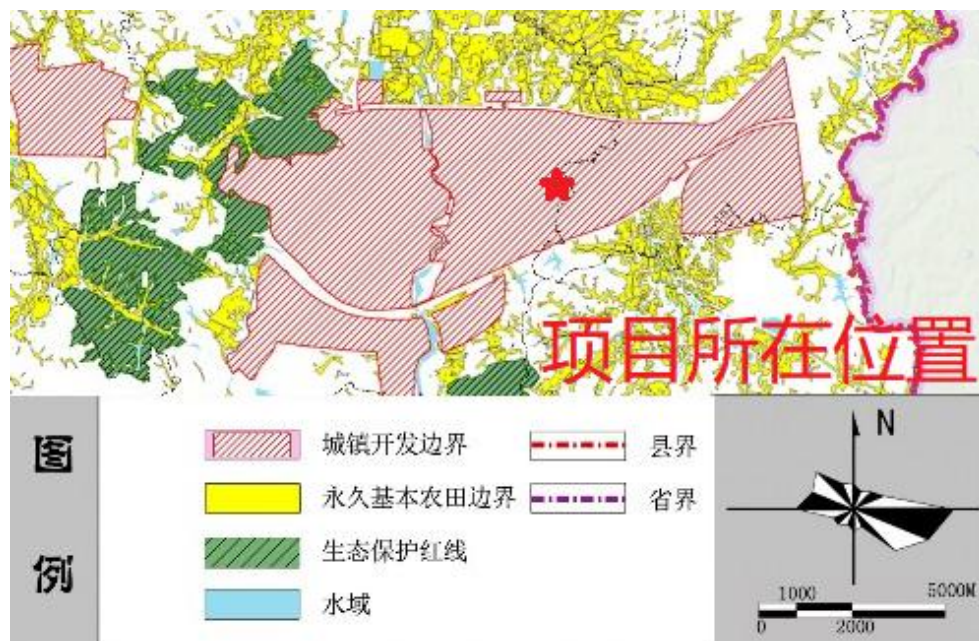 项目所在位置
图
例
城镇开发边界
永久基本农田边界
生态保护红线
水域
县界
省界
N
1000
5000M
0
2000